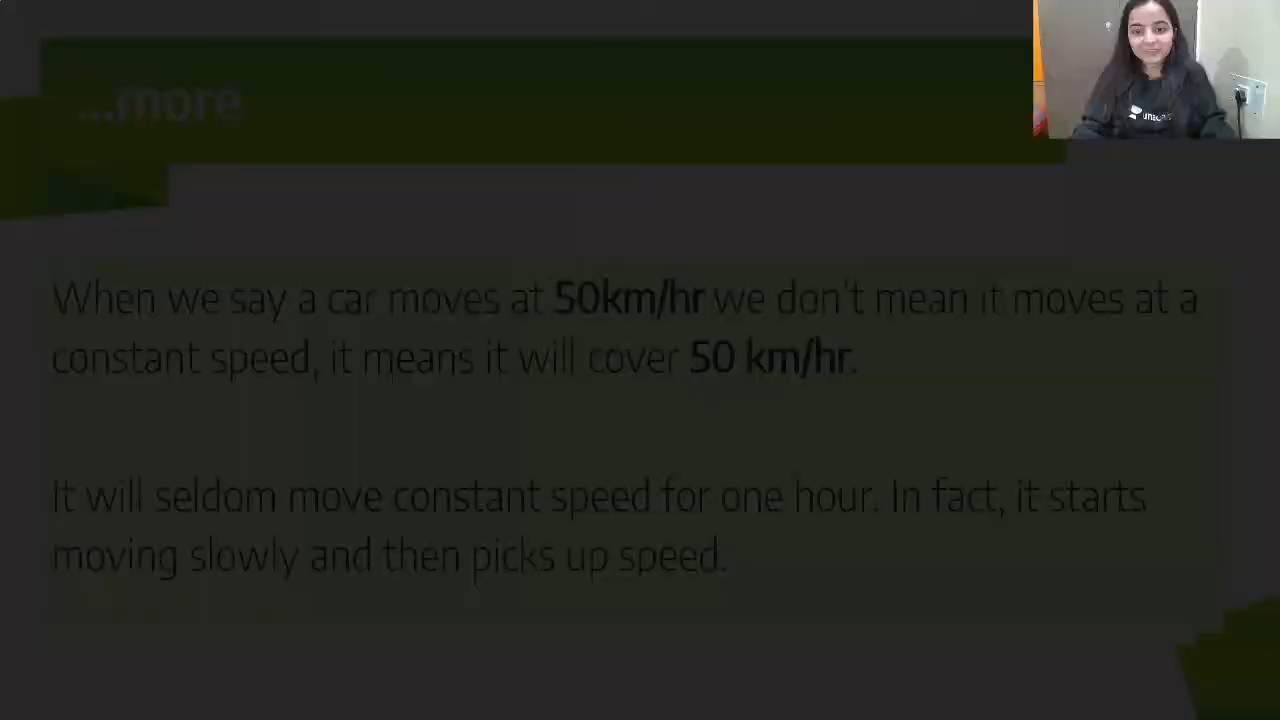 ...more
When we say a car moves at 50km/hr we don't mean it moves at a
constant speed, it means it will cover 50 km/hr.
It will seldom move constant speed for one hour. In fact, it starts
moving slowly and then picks up speed.